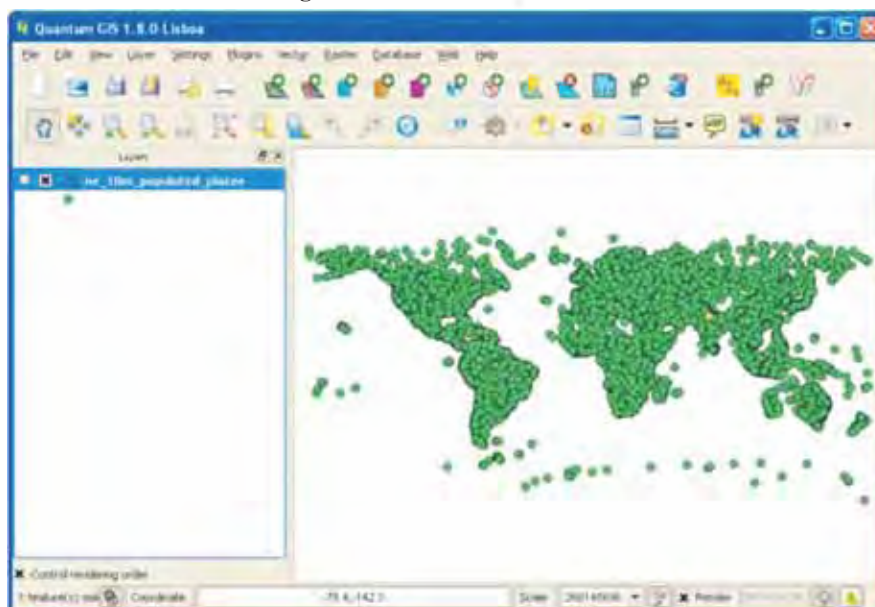 Quantum GIS 1.8.0 Lisboa
File Edit View Layer Settings Plugins Vector Raster Database Web Help
Layers
ne_10m_populated_places
Control rendering order
Coordinate Scale Render